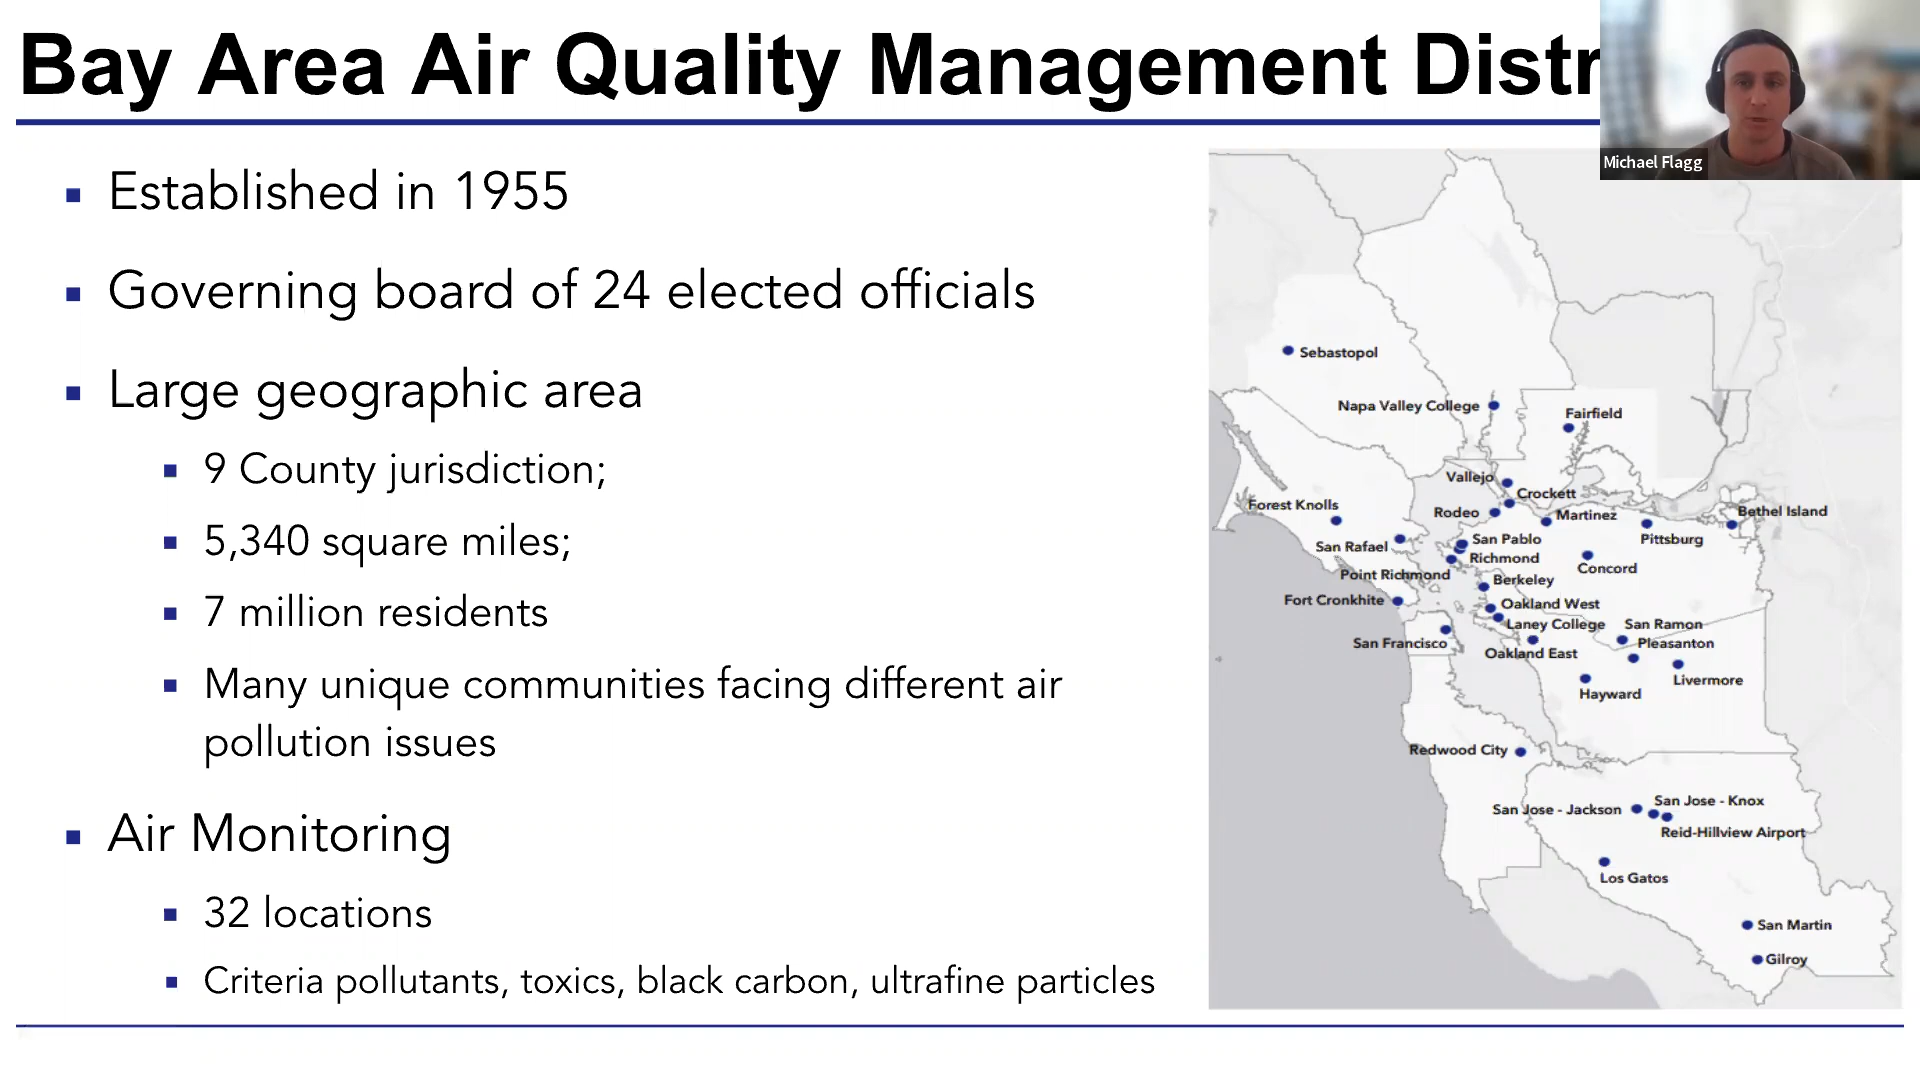 Bay Area Air Quality Management Distr
Michael Flagg
Established in 1955
Governing board of 24 elected officials
Large geographic area
9 County jurisdiction;
5,340 square miles;
7 million residents
Many unique communities facing different air
pollution issues
Air Monitoring
32 locations
Criteria pollutants, toxics, black carbon, ultrafine particles
Sebastopol
Napa Valley College
Fairfield
Vallejo
Crockett
Forest Knolls
Rodeo
Martinez
Bethel Island
San Rafael
San Pablo
Pittsburg
Richmond
Concord
Point Richmond
Berkeley
Fort Cronkhite
Oakland West
Laney College
San Ramon
San Francisco
Pleasanton
Oakland East
Livermore
Hayward
Redwood City
San Jose - Jackson
San Jose - Knox
Reid-Hillview Airport
Los Gatos
San Martin
Gilroy